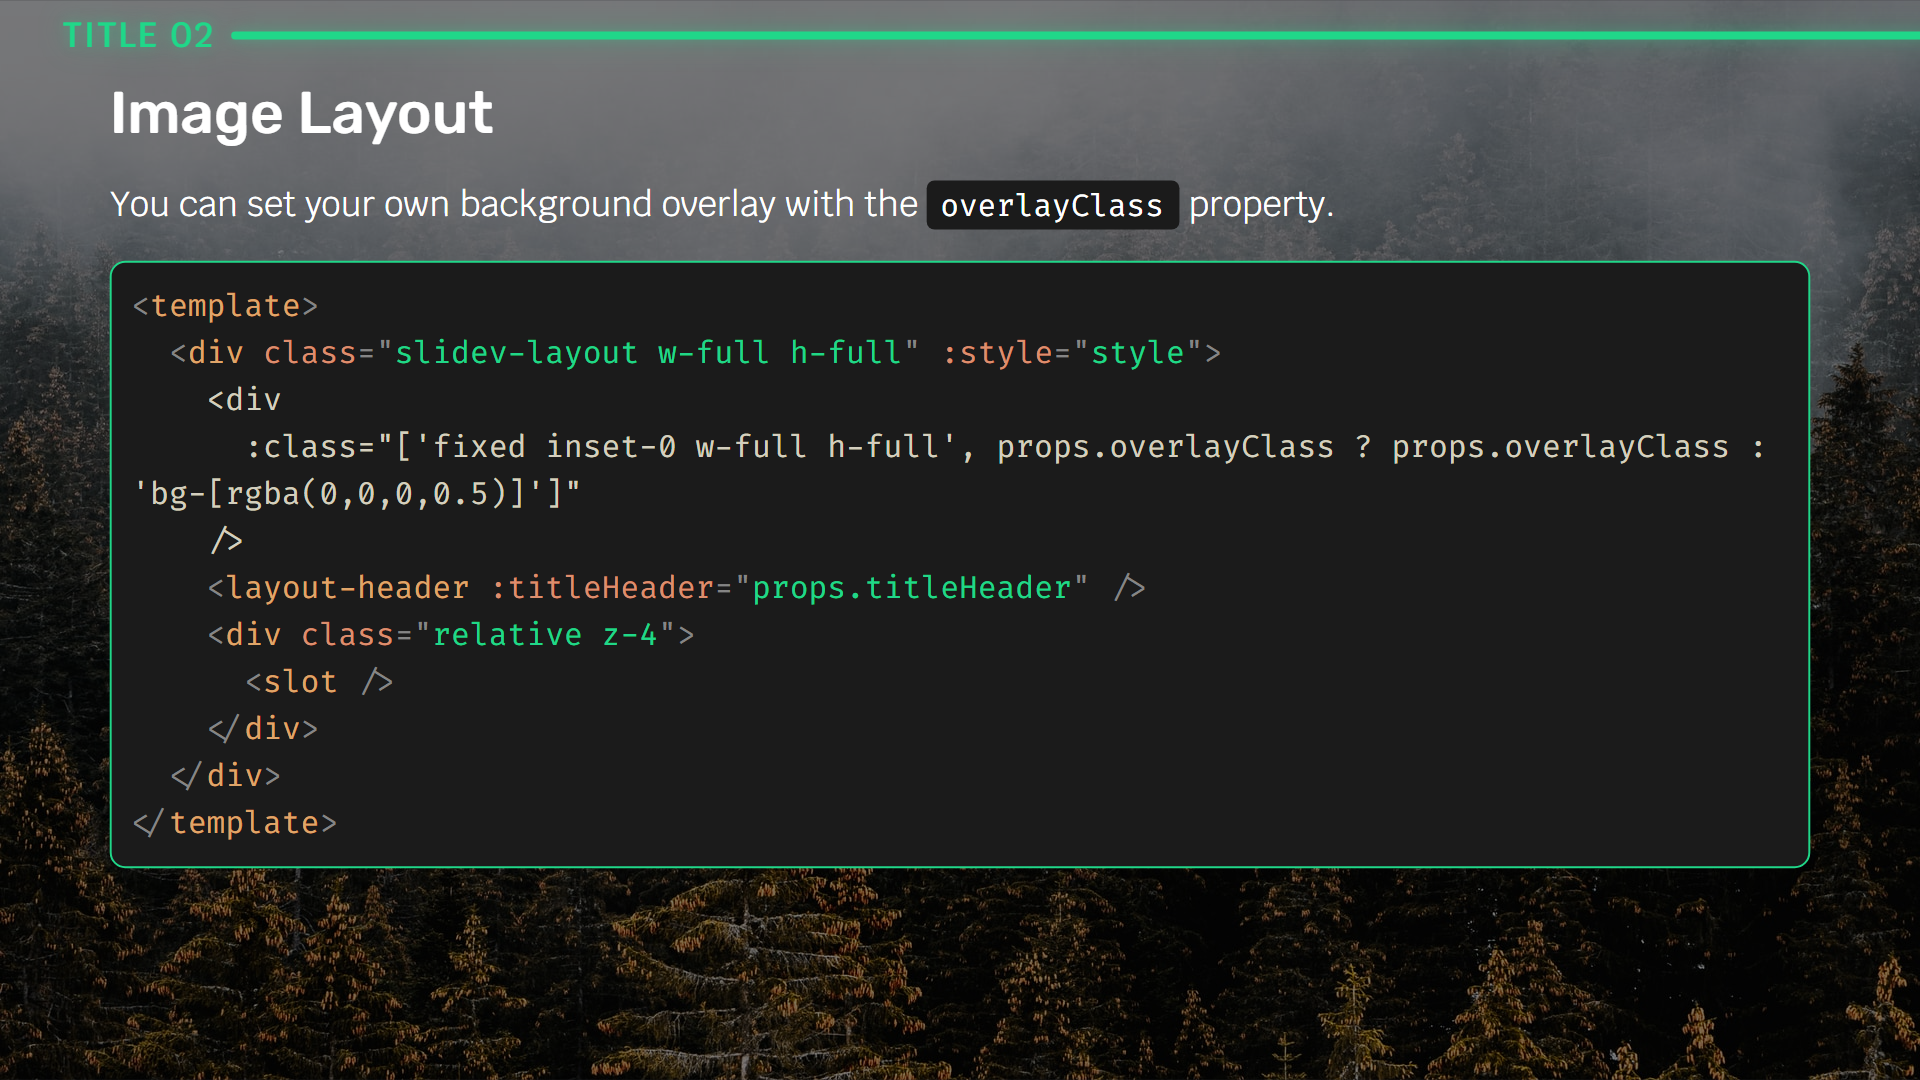 TITLE 02
Image Layout
You can set your own background overlay with the overlayClass property.
<template>
  <div class="slidev-layout w-full h-full" :style="style">
    <div
      :class="['fixed inset-0 w-full h-full', props.overlayClass ? props.overlayClass :
'bg-[rgba(0,0,0,0.5)]']"
    />
    <layout-header :titleHeader="props.titleHeader" />
    <div class="relative z-4">
      <slot />
    </div>
  </div>
</template>